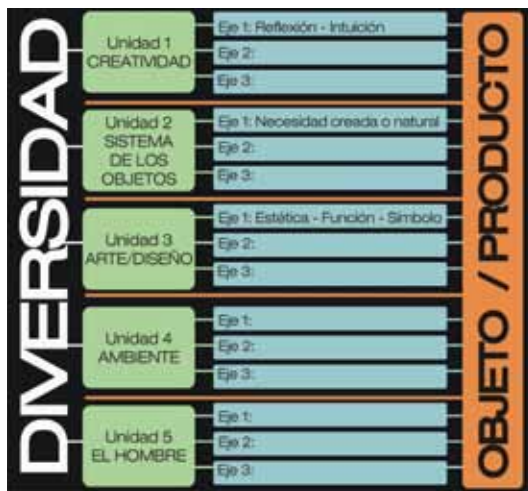 DIVERSIDAD
Unidad 1
CREATIVIDAD
Eje 1: Reflexión - Intuición
Eje 2:
Eje 3:
Unidad 2
SISTEMA
DE LOS
OBJETOS
Eje 1: Necesidad creada o natural
Eje 2:
Eje 3:
Unidad 3
ARTE/DISEÑO
Eje 1: Estética - Función - Símbolo
Eje 2:
Eje 3:
Unidad 4
AMBIENTE
Eje 1:
Eje 2:
Eje 3:
Unidad 5
EL HOMBRE
Eje 1:
Eje 2:
Eje 3:
OBJETO / PRODUCTO